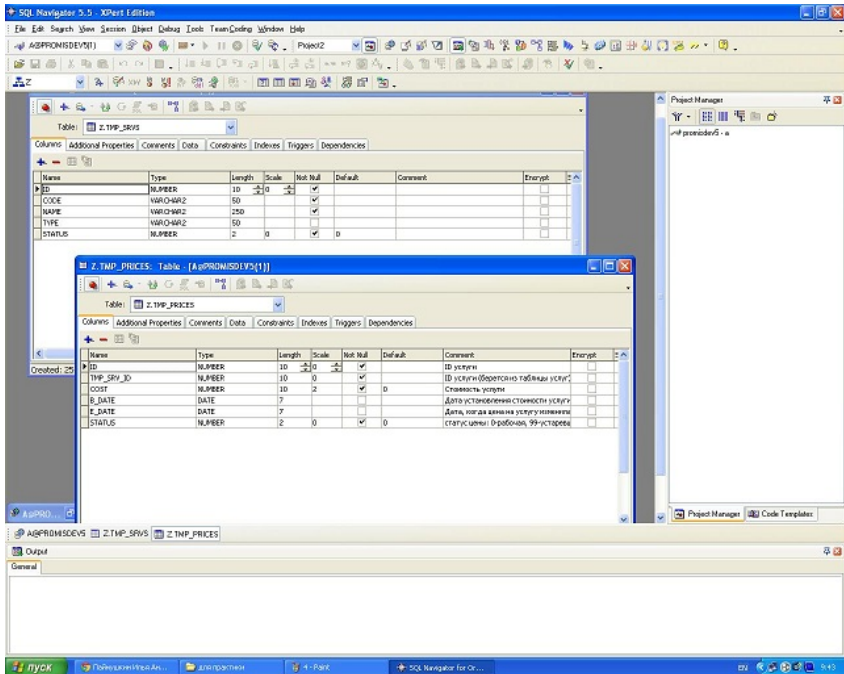 SQL Navigator 5.5 - XPert Edition
File Edit Search View Session Object Debug Tools Team Coding Window Help
A@PROMISDEV5(1) Project2
Z
Project Manager
promisdev5 - a
Table: Z.TMP_SRVS
Columns Additional Properties Comments Data Constraints Indexes Triggers Dependencies
Name Type Length Scale Not Null Default Comment Encrypt
ID NUMBER 10 0
CODE VARCHAR2 50
NAME VARCHAR2 250
TYPE VARCHAR2 50
STATUS NUMBER 2 0 0
Z.TMP_PRICES: Table - [A@PROMISDEV5(1)]
Table: Z.TMP_PRICES
Columns Additional Properties Comments Data Constraints Indexes Triggers Dependencies
Name Type Length Scale Not Null Default Comment Encrypt
ID NUMBER 10 0 ID услуги
TMP_SRV_ID NUMBER 10 0 ID услуги(берется из таблицы услуг
COST NUMBER 10 2 0 Стоимость услуги
B_DATE DATE 7 Дата установления стоимости услуги
E_DATE DATE 7 Дата, когда цена на услугу изменила
STATUS NUMBER 2 0 0 статус цены: 0-рабочая, 99-устарева
Created: 25
A@PRO...
Project Manager Code Templates
A@PROMISDEV5 Z.TMP_SRVS Z.TMP_PRICES
Output
General
пуск для практики 4 - Paint SQL Navigator for Or... EN 9:43